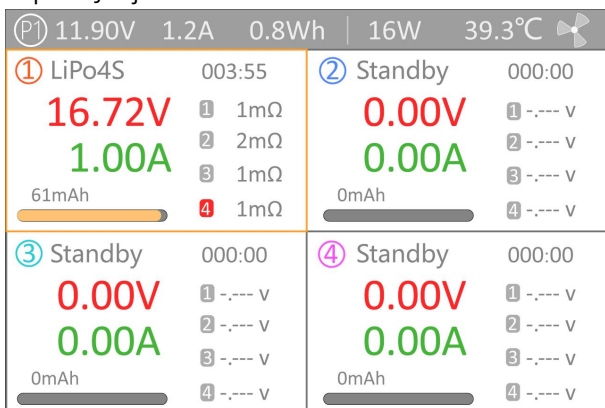 P1 11.90V 1.2A 0.8Wh 16W 39.3℃
1 LiPo4S 003:55
16.72V
1.00A
61mAh
1 1mΩ
2 2mΩ
3 1mΩ
4 1mΩ
2 Standby 000:00
0.00V
0.00A
0mAh
1 -.--- v
2 -.--- v
3 -.--- v
4 -.--- v
3 Standby 000:00
0.00V
0.00A
0mAh
1 -.--- v
2 -.--- v
3 -.--- v
4 -.--- v
4 Standby 000:00
0.00V
0.00A
0mAh
1 -.--- v
2 -.--- v
3 -.--- v
4 -.--- v